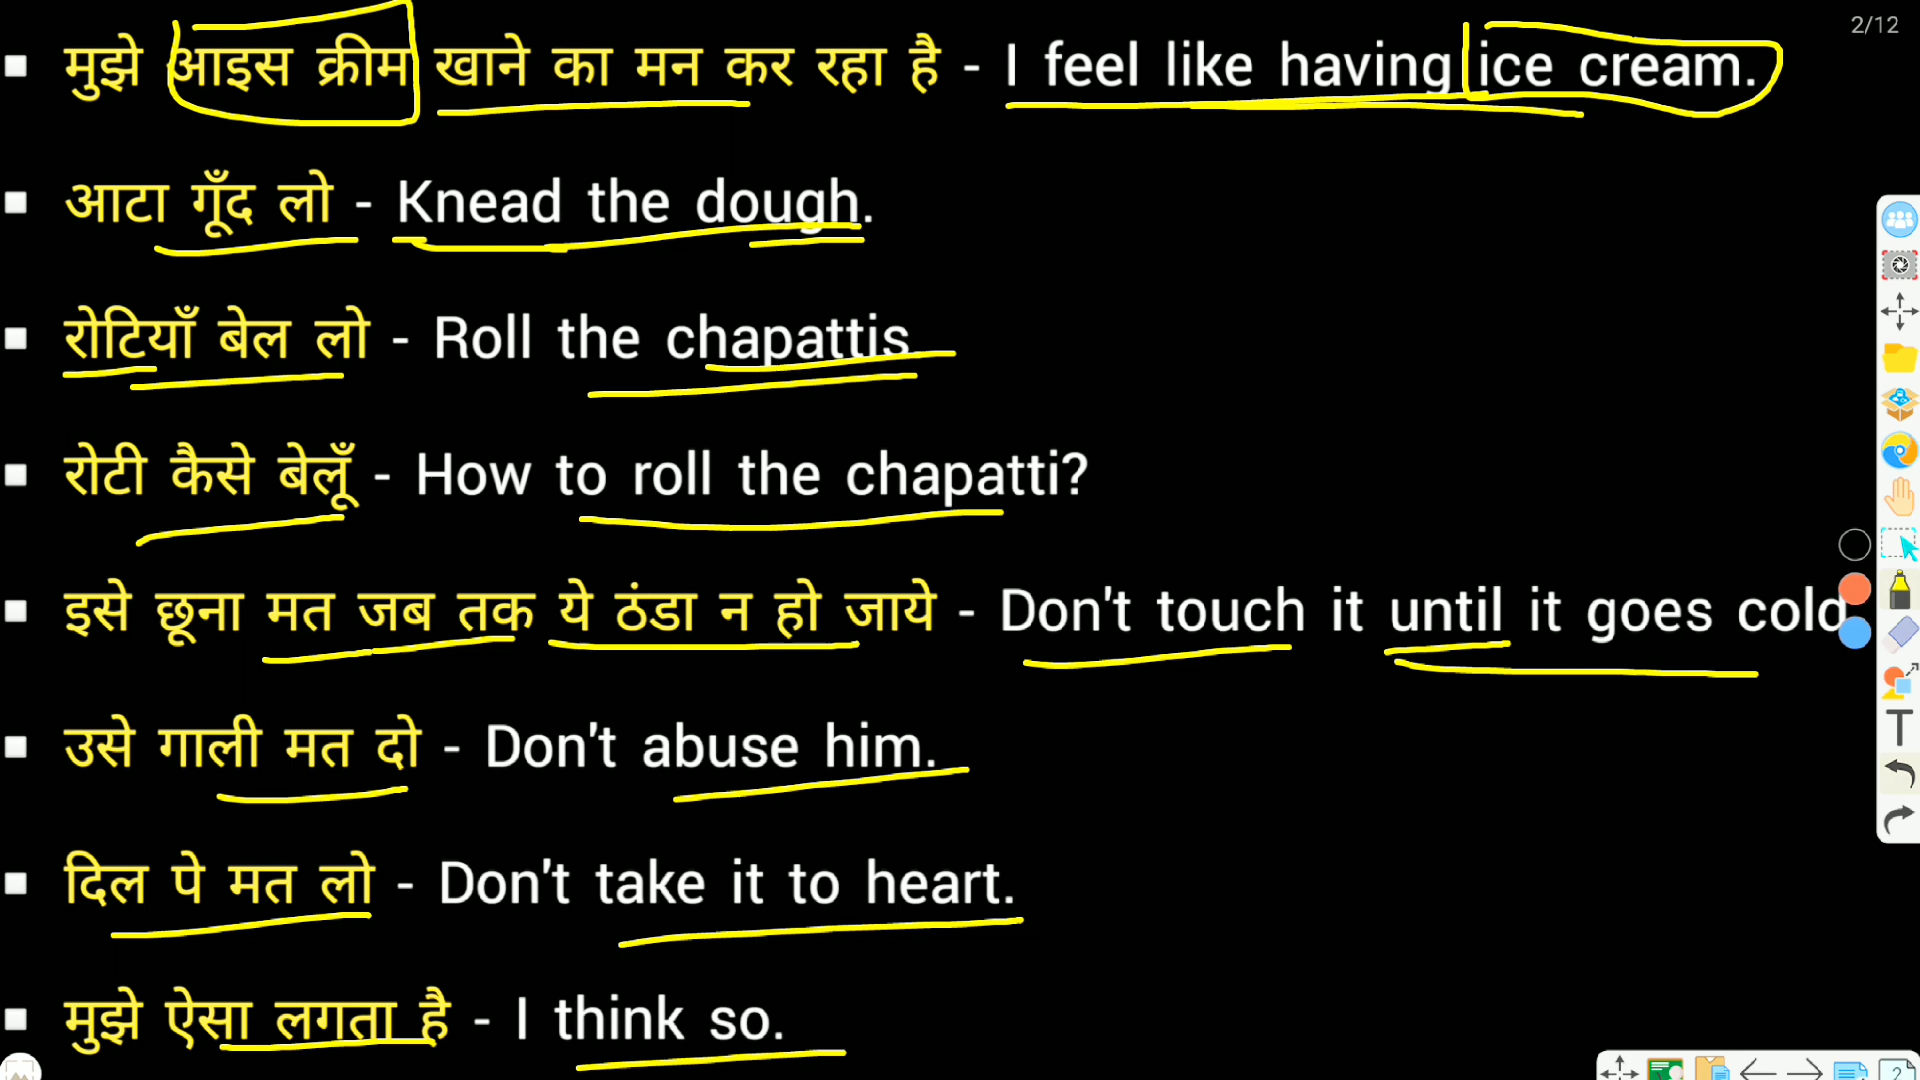 2/12
मुझे आइस क्रीम खाने का मन कर रहा है - I feel like having ice cream.
आटा गूँद लो - Knead the dough.
रोटियाँ बेल लो - Roll the chapattis
रोटी कैसे बेलूँ - How to roll the chapatti?
इसे छूना मत जब तक ये ठंडा न हो जाये - Don't touch it until it goes cold
उसे गाली मत दो - Don't abuse him.
दिल पे मत लो - Don't take it to heart.
मुझे ऐसा लगता है - I think so.
T
2